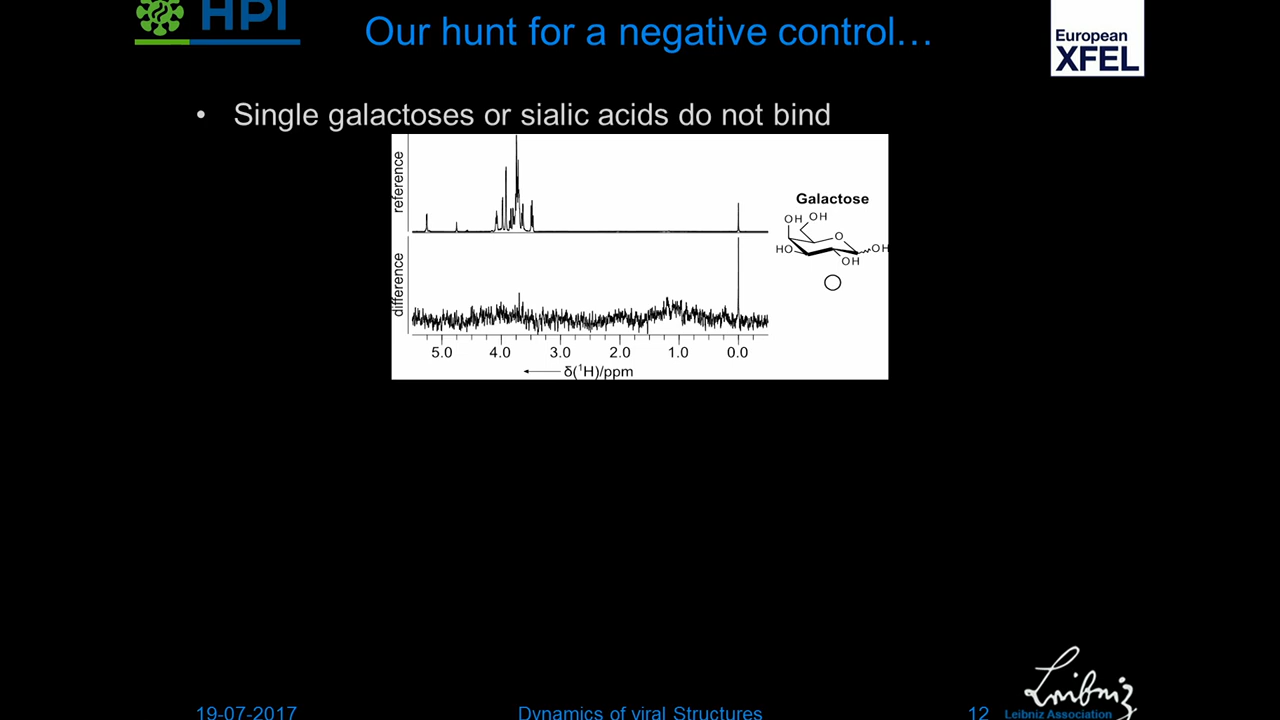 HPI
Our hunt for a negative control…
European
XFEL
• Single galactoses or sialic acids do not bind
reference
difference
Galactose
OH
OH
O
HO
OH
OH
5.0 4.0 3.0 2.0 1.0 0.0
δ(¹H)/ppm
19-07-2017
Dynamics of viral Structures
12
Leibniz
Leibniz Association